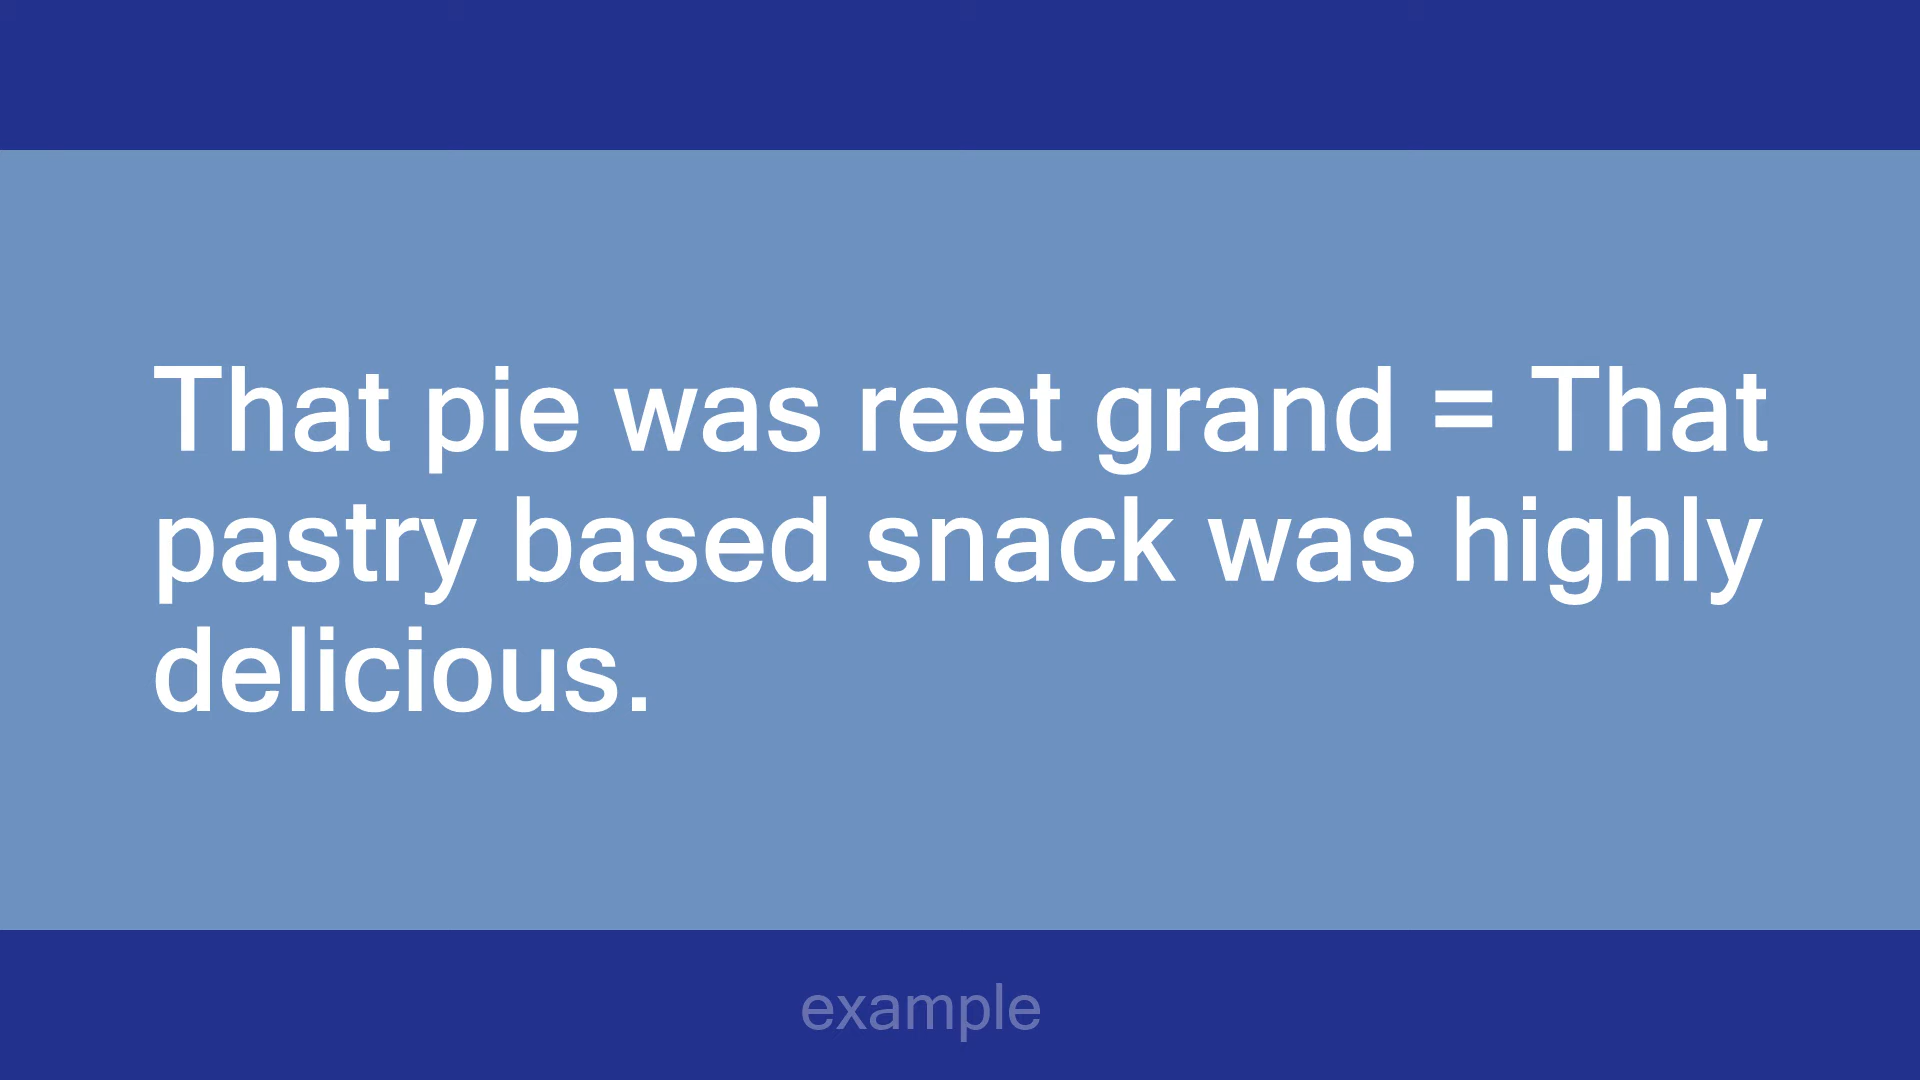 That pie was reet grand = That
pastry based snack was highly
delicious.
example